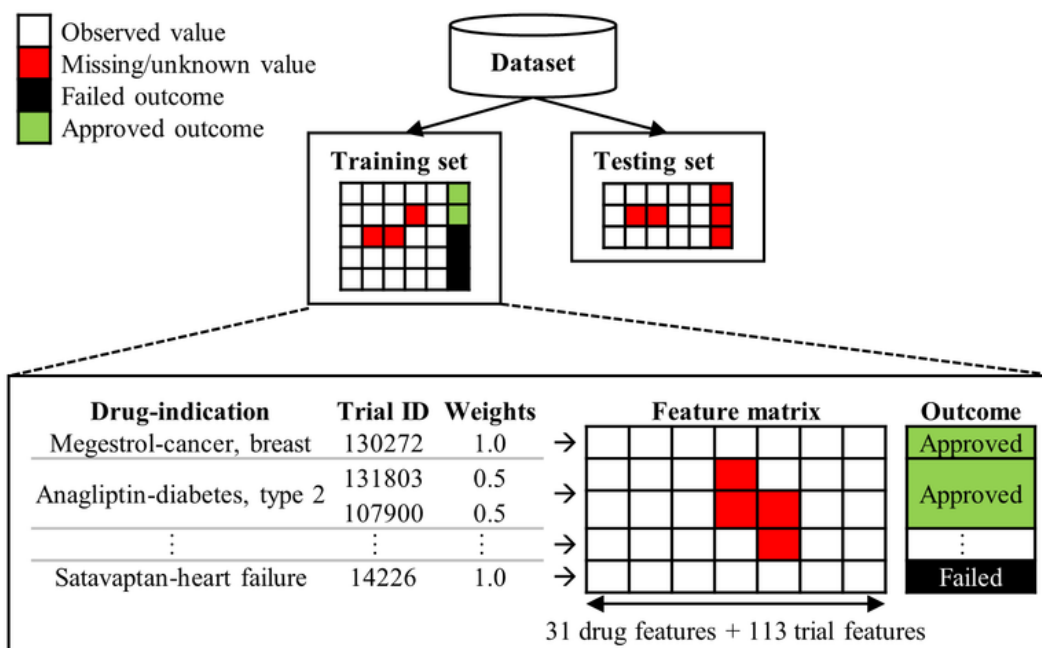 Observed value
Missing/unknown value
Failed outcome
Approved outcome
Dataset
Training set
Testing set
Drug-indication Trial ID Weights Feature matrix Outcome
Megestrol-cancer, breast 130272 1.0 → Approved
131803 0.5
Anagliptin-diabetes, type 2 → Approved
107900 0.5
⋮ ⋮ ⋮ → ⋮
Satavaptan-heart failure 14226 1.0 → Failed
31 drug features + 113 trial features